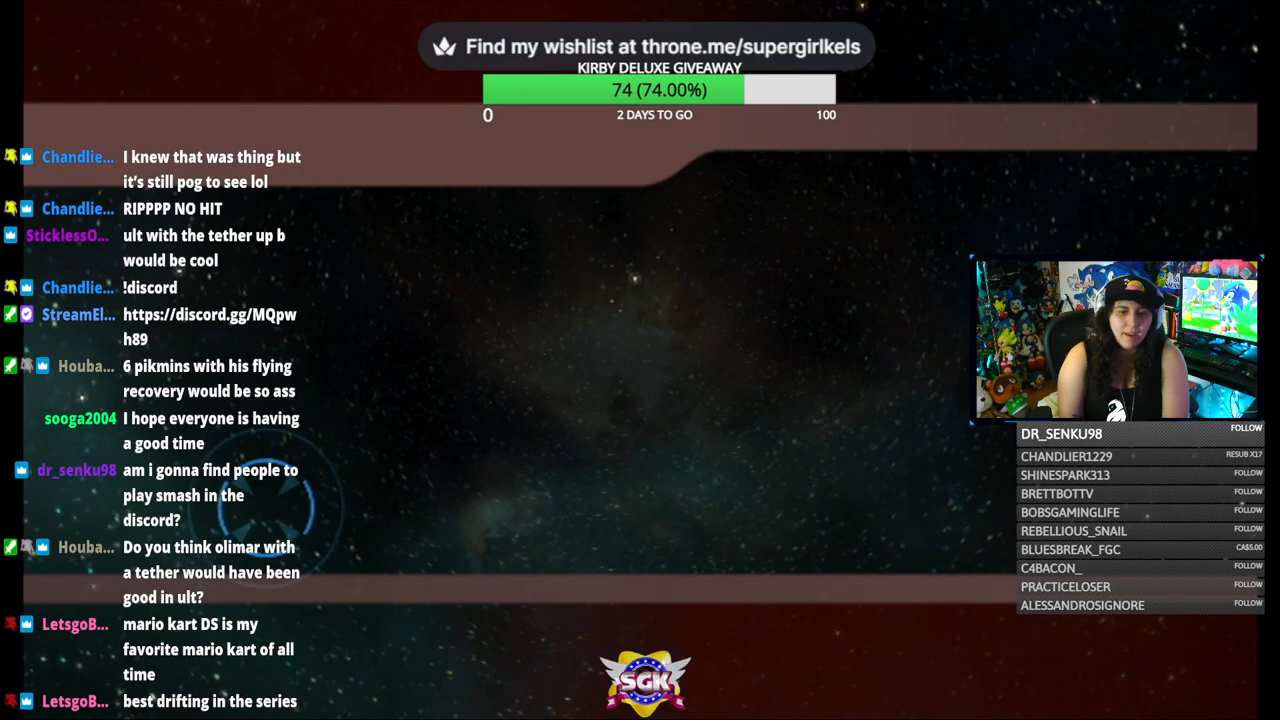 Find my wishlist at throne.me/supergirlkels
KIRBY DELUXE GIVEAWAY
74 (74.00%)
0
2 DAYS TO GO
100
Chandlie... I knew that was thing but
it's still pog to see lol
Chandlie... RIPPPP NO HIT
SticklessO... ult with the tether up b
would be cool
Chandlie... !discord
StreamEl... https://discord.gg/MQpw
h89
Houba... 6 pikmins with his flying
recovery would be so ass
sooga2004 I hope everyone is having
a good time
dr_senku98 am i gonna find people to
play smash in the
discord?
Houba... Do you think olimar with
a tether would have been
good in ult?
LetsgoB... mario kart DS is my
favorite mario kart of all
time
LetsgoB... best drifting in the series
DR_SENKU98 FOLLOW
CHANDLIER1229 RESUB X17
SHINESPARK313 FOLLOW
BRETTBOTTV FOLLOW
BOBSGAMINGLIFE FOLLOW
REBELLIOUS_SNAIL FOLLOW
BLUESBREAK_FGC CA$5.00
C4BACON_ FOLLOW
PRACTICELOSER FOLLOW
ALESSANDROSIGNORE FOLLOW
SGK